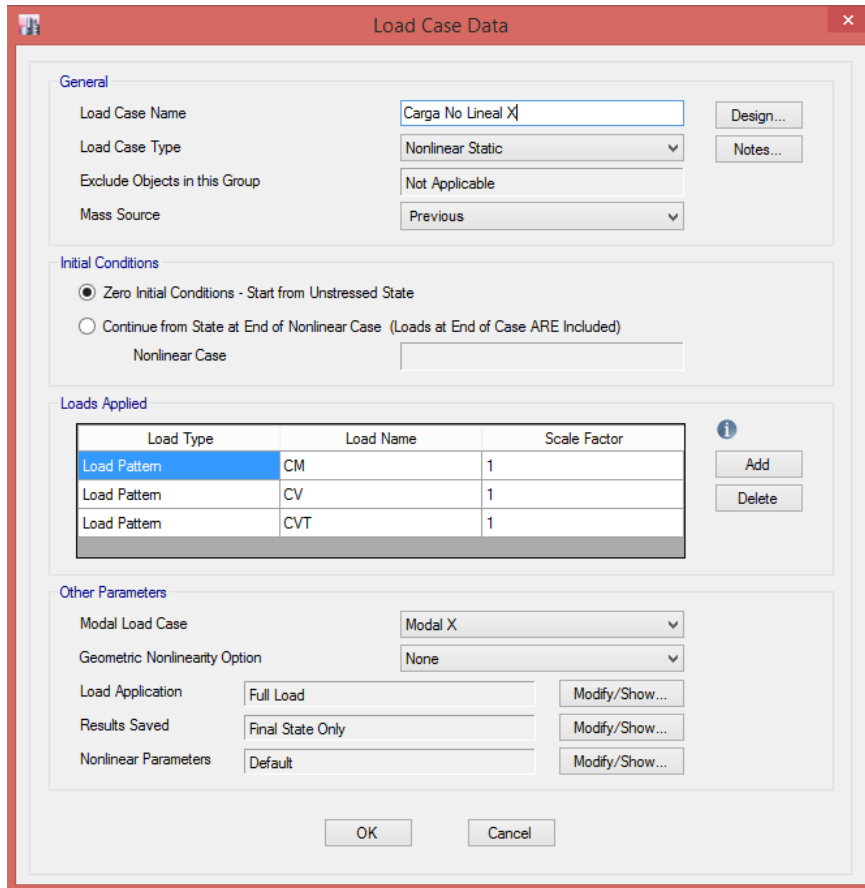 Load Case Data
General
Load Case Name Carga No Lineal X Design...
Load Case Type Nonlinear Static Notes...
Exclude Objects in this Group Not Applicable
Mass Source Previous
Initial Conditions
Zero Initial Conditions - Start from Unstressed State
Continue from State at End of Nonlinear Case (Loads at End of Case ARE Included)
Nonlinear Case
Loads Applied
Load Type Load Name Scale Factor
Load Pattern CM 1 Add
Load Pattern CV 1 Delete
Load Pattern CVT 1
Other Parameters
Modal Load Case Modal X
Geometric Nonlinearity Option None
Load Application Full Load Modify/Show...
Results Saved Final State Only Modify/Show...
Nonlinear Parameters Default Modify/Show...
OK Cancel